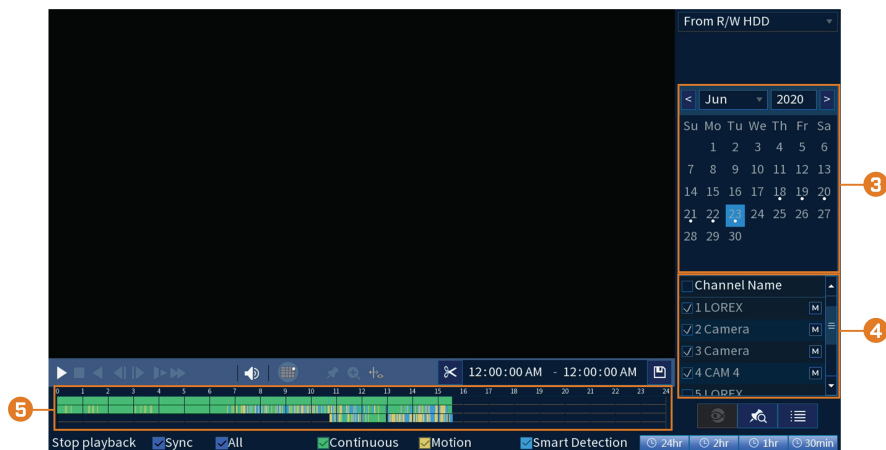 From R/W HDD
< Jun 2020 >
Su Mo Tu We Th Fr Sa
1 2 3 4 5 6
7 8 9 10 11 12 13
14 15 16 17 18 19 20
21 22 23 24 25 26 27
28 29 30
3
Channel Name
1 LOREX M
2 Camera M
3 Camera M
4 CAM 4 M
5 LOREX
4
12:00:00 AM - 12:00:00 AM
0 1 2 3 4 5 6 7 8 9 10 11 12 13 14 15 16 17 18 19 20 21 22 23 24
5
Stop playback Sync All Continuous Motion Smart Detection 24hr 2hr 1hr 30min